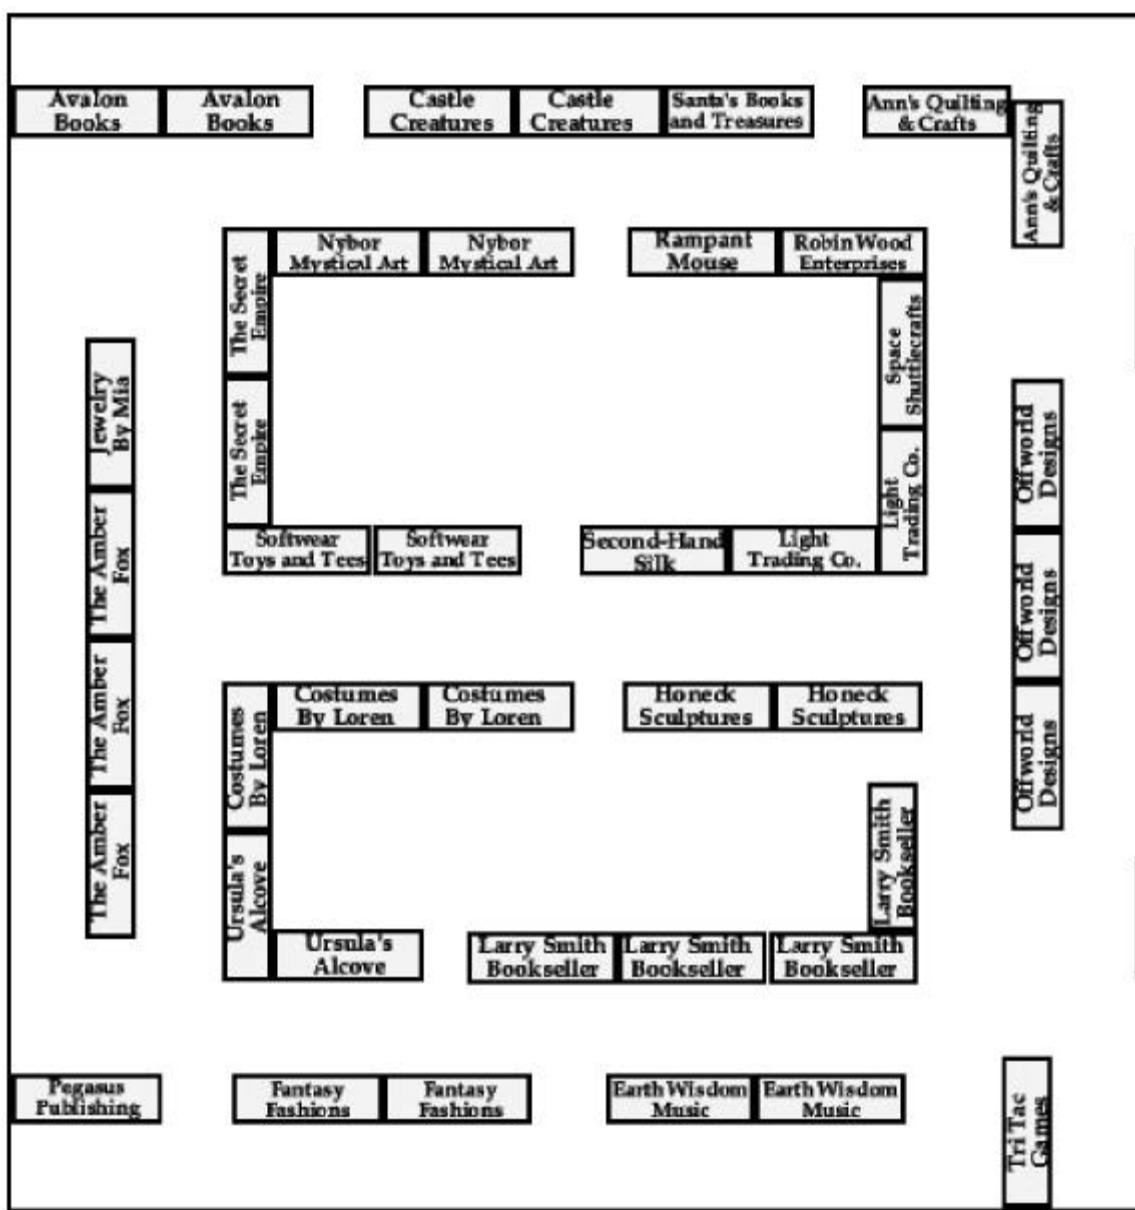 Avalon
Books
Avalon
Books
Castle
Creatures
Castle
Creatures
Santa's Books
and Treasures
Ann's Quilting
& Crafts
Ann's Quilting
& Crafts
Nybor
Mystical Art
Nybor
Mystical Art
Rampant
Mouse
Robin Wood
Enterprises
The Secret
Empire
The Secret
Empire
Space
Shuttlecrafts
Light
Trading Co.
Softwear
Toys and Tees
Softwear
Toys and Tees
Second-Hand
Silk
Light
Trading Co.
Jewelry
By Mia
The Amber
Fox
The Amber
Fox
The Amber
Fox
Offworld
Designs
Offworld
Designs
Offworld
Designs
Costumes
By Loren
Costumes
By Loren
Costumes
By Loren
Honeck
Sculptures
Honeck
Sculptures
Ursula's
Alcove
Ursula's
Alcove
Larry Smith
Bookseller
Larry Smith
Bookseller
Larry Smith
Bookseller
Larry Smith
Bookseller
Pegasus
Publishing
Fantasy
Fashions
Fantasy
Fashions
Earth Wisdom
Music
Earth Wisdom
Music
Tri Tac
Games